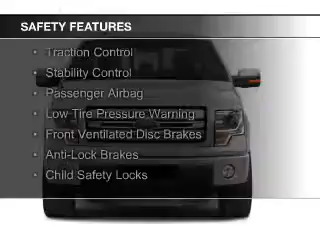 SAFETY FEATURES
• Traction Control
• Stability Control
• Passenger Airbag
• Low Tire Pressure Warning
• Front Ventilated Disc Brakes
• Anti-Lock Brakes
• Child Safety Locks